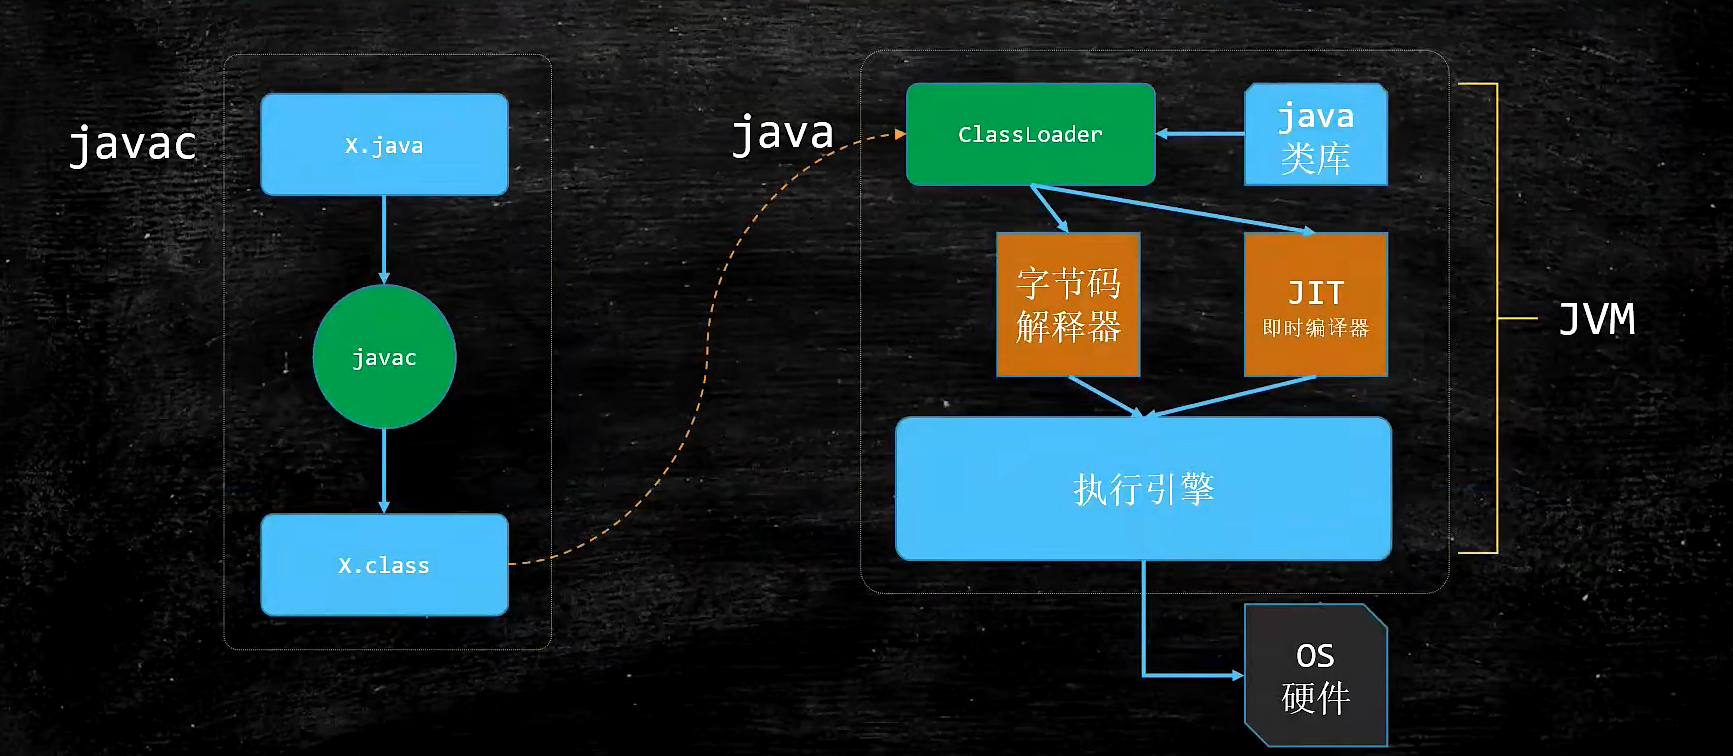 javac
X.java
javac
X.class
java
ClassLoader
java
类库
字节码
解释器
JIT
即时编译器
执行引擎
JVM
OS
硬件